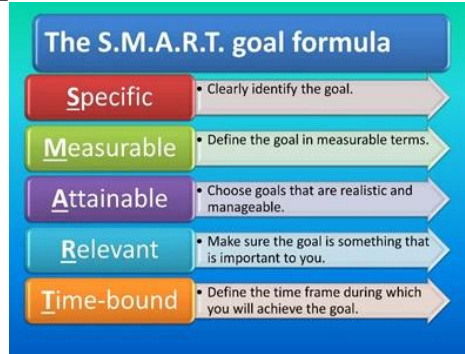 The S.M.A.R.T. goal formula
Specific
• Clearly identify the goal.
Measurable
• Define the goal in measurable terms.
Attainable
• Choose goals that are realistic and
manageable.
Relevant
• Make sure the goal is something that
is important to you.
Time-bound
• Define the time frame during which
you will achieve the goal.